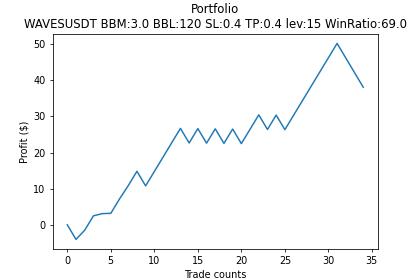 Portfolio
WAVESUSDT BBM:3.0 BBL:120 SL:0.4 TP:0.4 lev:15 WinRatio:69.0
Profit ($)
50
40
30
20
10
0
0 5 10 15 20 25 30 35
Trade counts